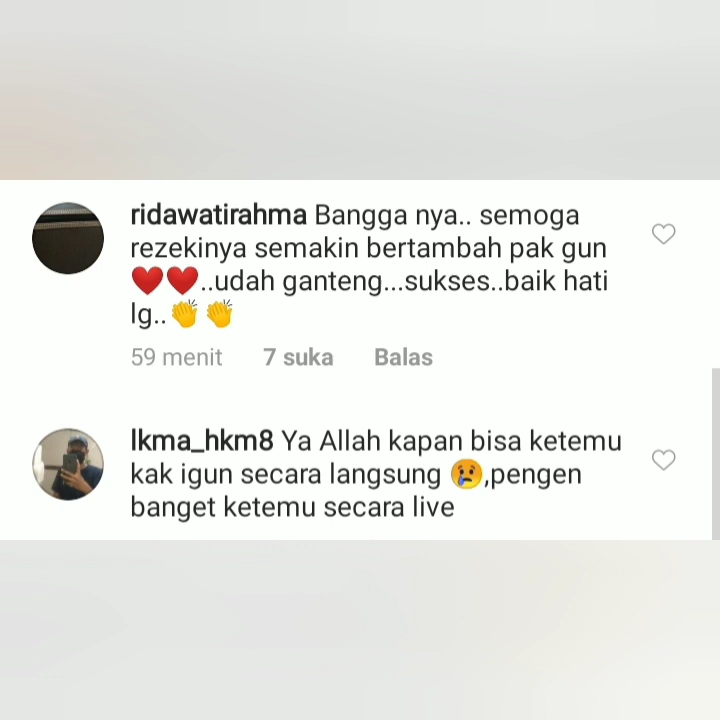 ridawatirahma Bangga nya.. semoga
rezekinya semakin bertambah pak gun
❤️❤️..udah ganteng...sukses..baik hati
lg..👏👏
59 menit 7 suka Balas
lkma_hkm8 Ya Allah kapan bisa ketemu
kak igun secara langsung 😢,pengen
banget ketemu secara live